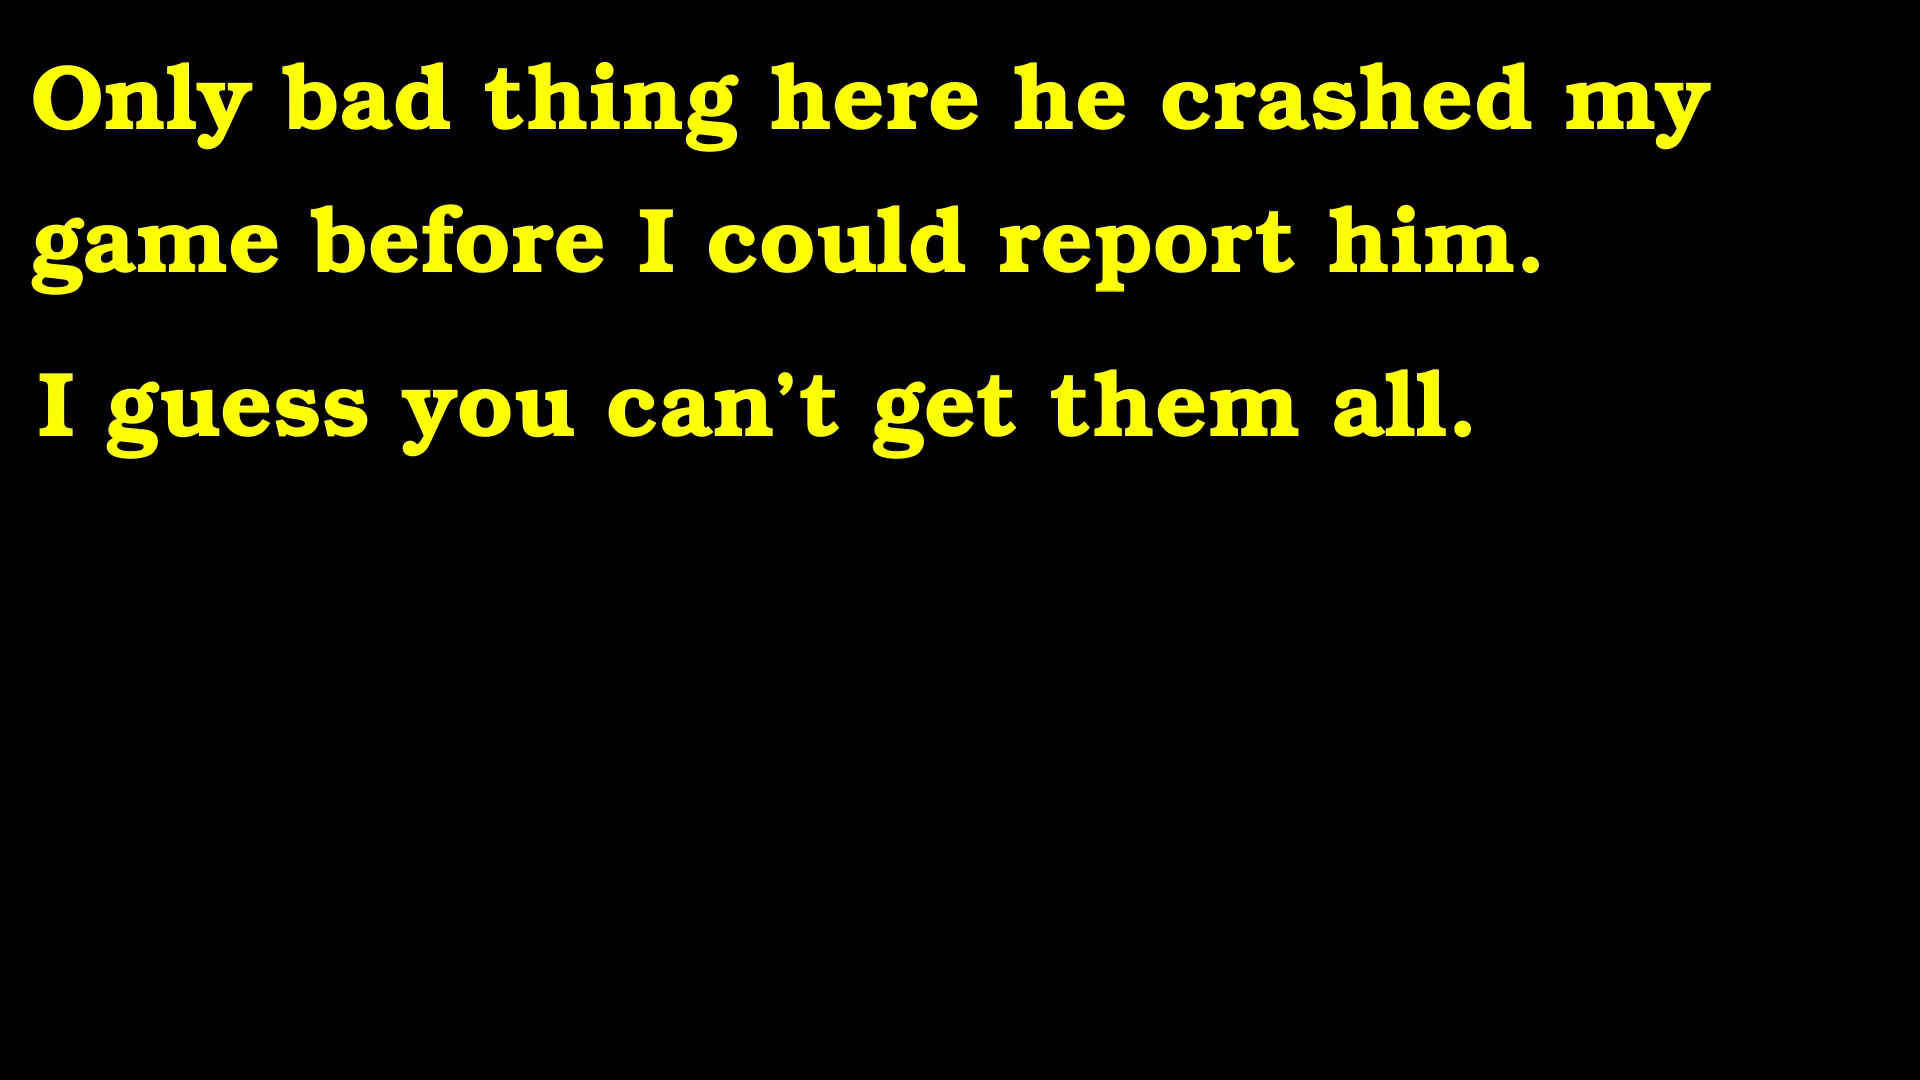 Only bad thing here he crashed my
game before I could report him.
I guess you can’t get them all.